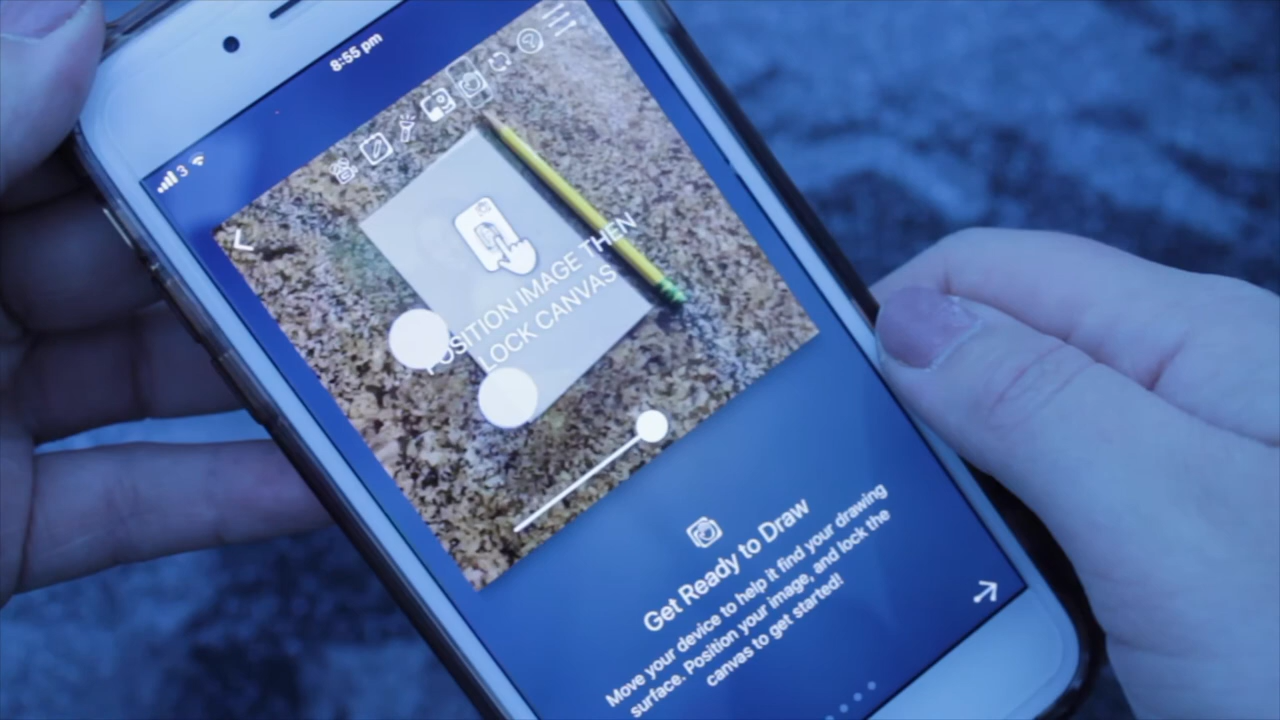 8:55 pm
3
POSITION IMAGE THEN
LOCK CANVAS
Get Ready to Draw
Move your device to help it find your drawing
surface. Position your image, and lock the
canvas to get started!